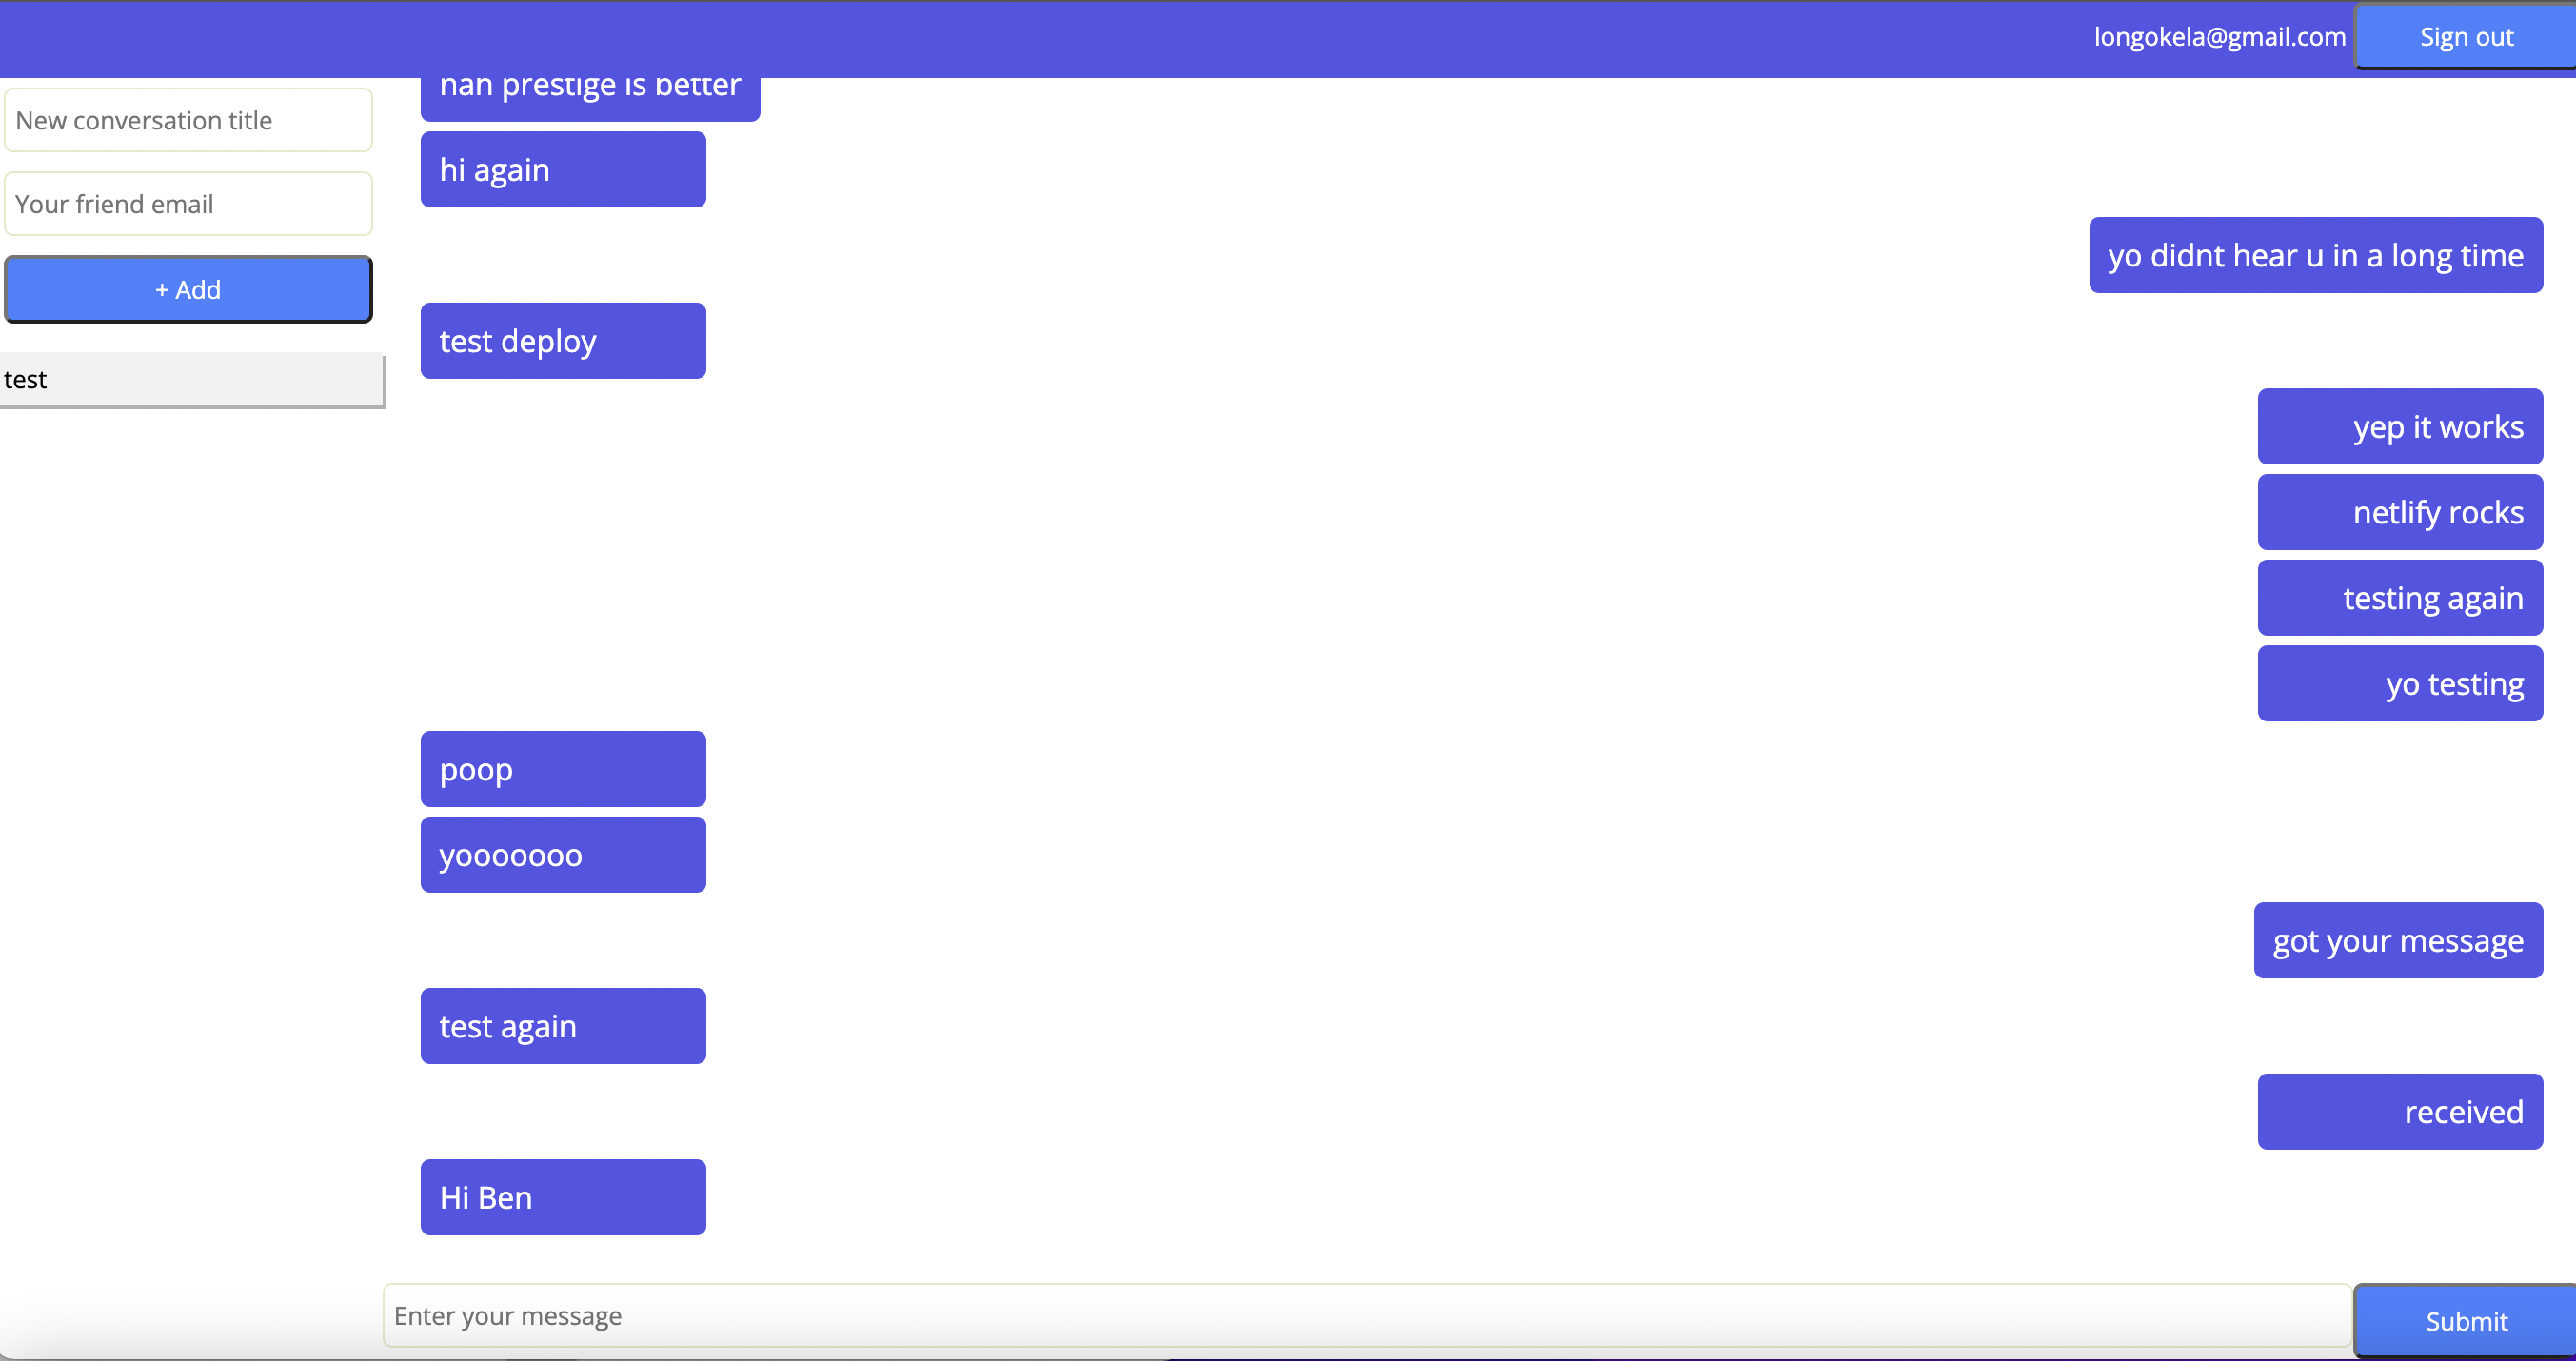 longokela@gmail.com
Sign out
New conversation title
Your friend email
+ Add
test
nah prestige is better
hi again
yo didnt hear u in a long time
test deploy
yep it works
netlify rocks
testing again
yo testing
poop
yooooooo
got your message
test again
received
Hi Ben
Enter your message
Submit